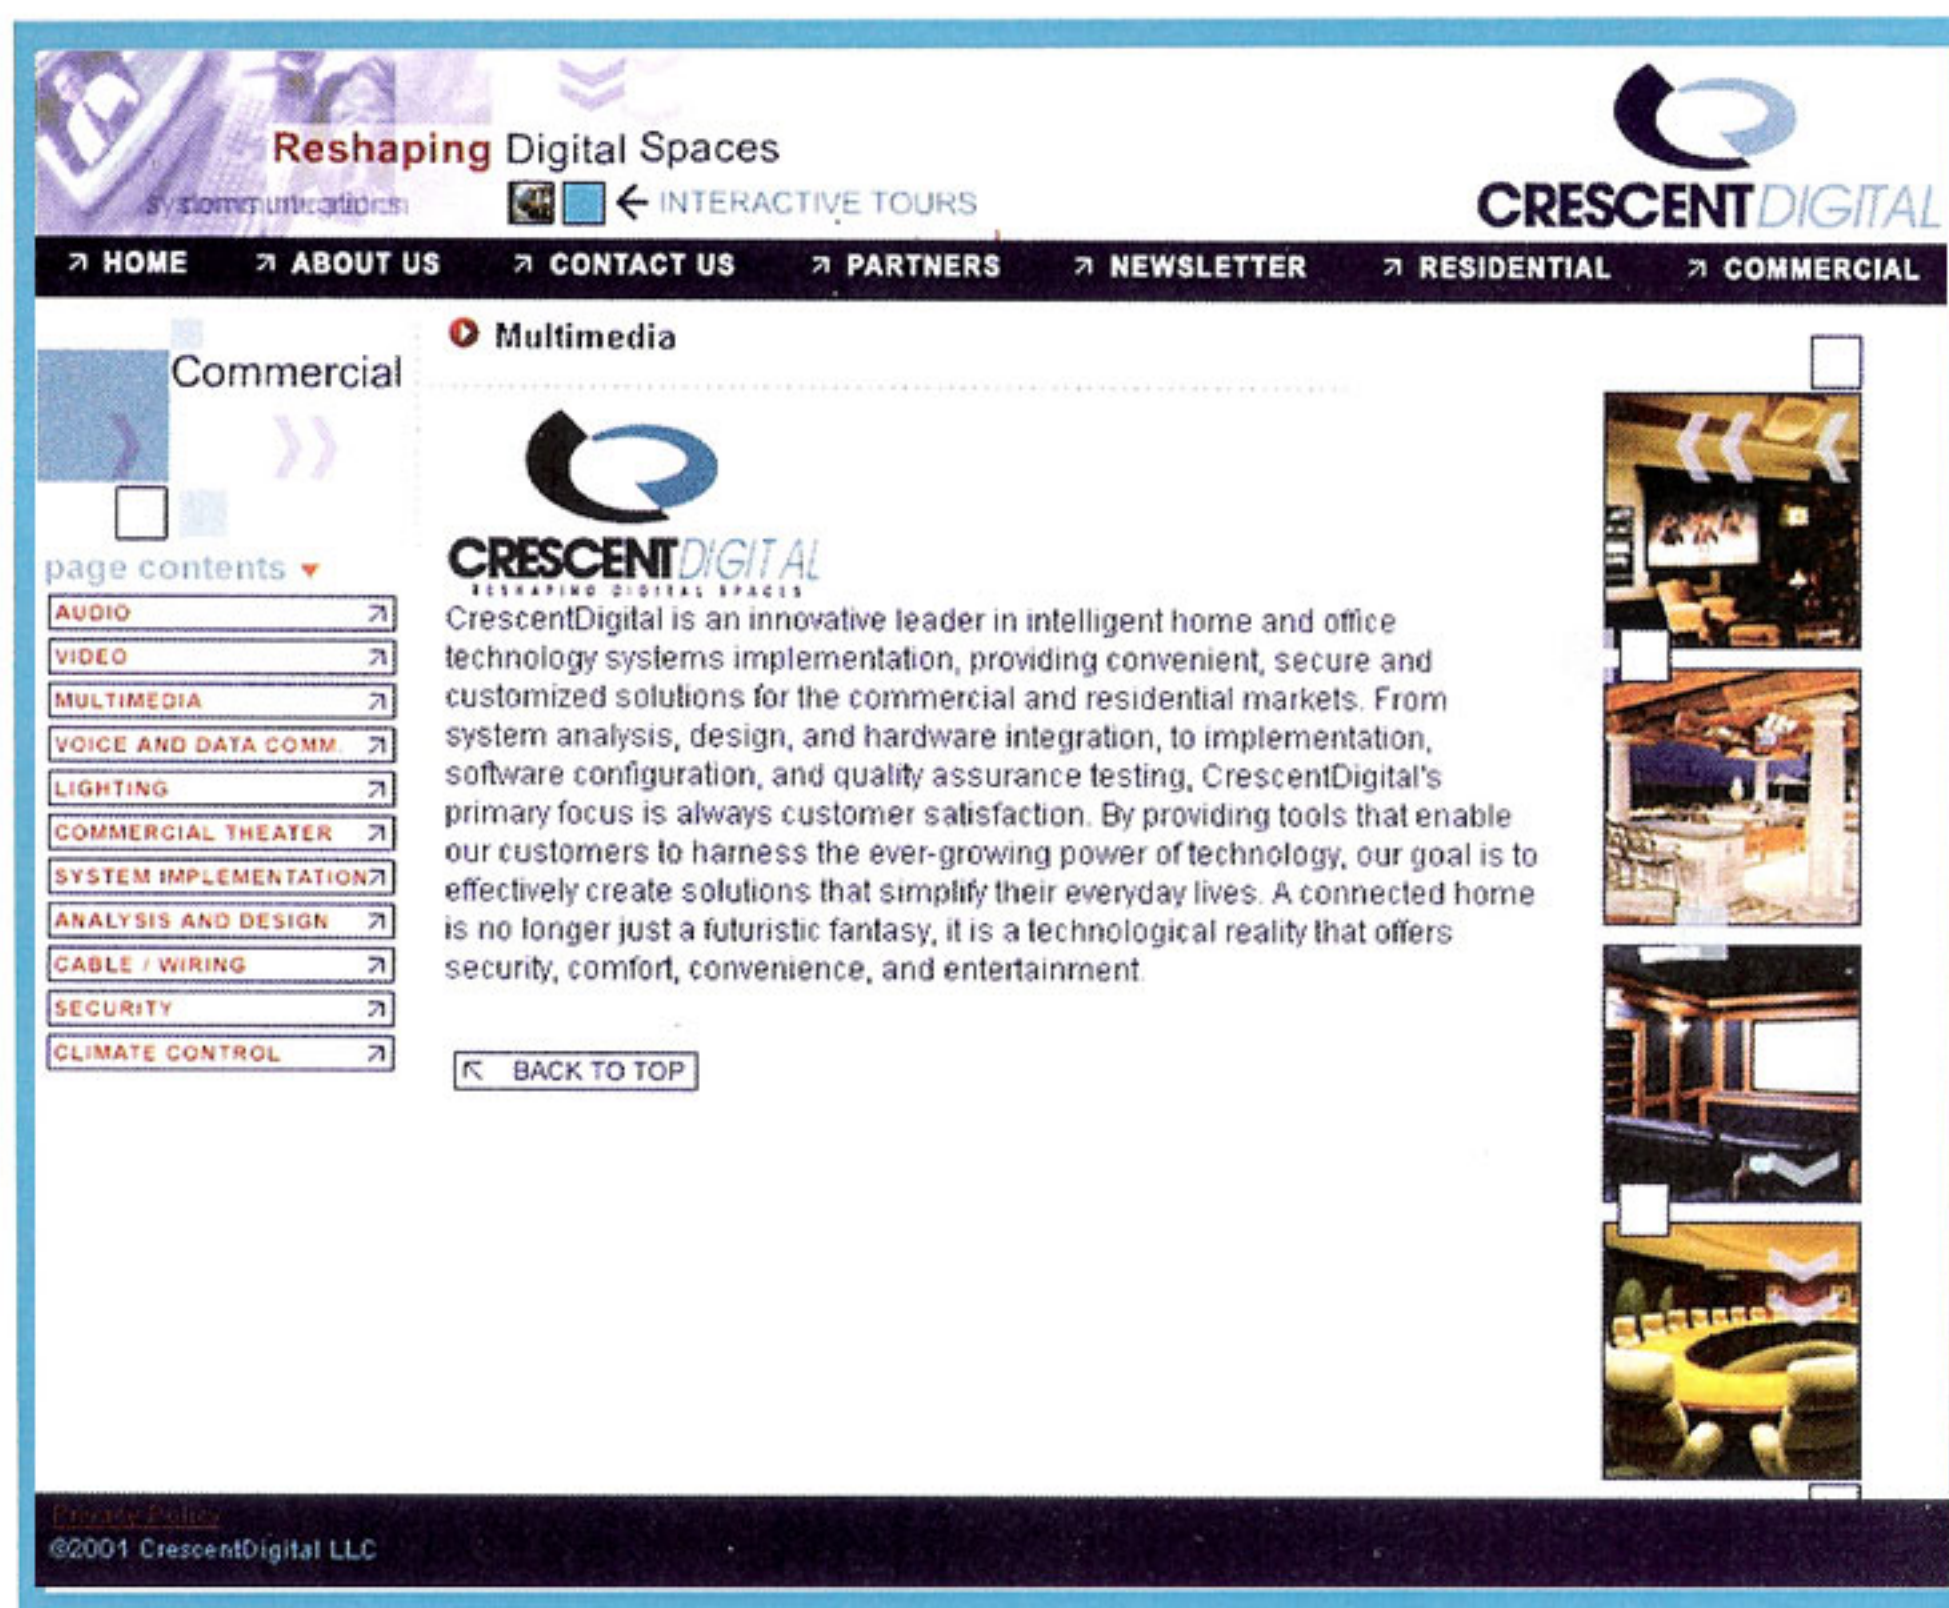 Reshaping Digital Spaces
INTERACTIVE TOURS
CRESCENTDIGITAL
HOME ABOUT US CONTACT US PARTNERS NEWSLETTER RESIDENTIAL COMMERCIAL
Commercial
page contents
AUDIO
VIDEO
MULTIMEDIA
VOICE AND DATA COMM.
LIGHTING
COMMERCIAL THEATER
SYSTEM IMPLEMENTATION
ANALYSIS AND DESIGN
CABLE / WIRING
SECURITY
CLIMATE CONTROL
Multimedia
CRESCENTDIGITAL
RESHAPING DIGITAL SPACES
CrescentDigital is an innovative leader in intelligent home and office
technology systems implementation, providing convenient, secure and
customized solutions for the commercial and residential markets. From
system analysis, design, and hardware integration, to implementation,
software configuration, and quality assurance testing, CrescentDigital's
primary focus is always customer satisfaction. By providing tools that enable
our customers to harness the ever-growing power of technology, our goal is to
effectively create solutions that simplify their everyday lives. A connected home
is no longer just a futuristic fantasy, it is a technological reality that offers
security, comfort, convenience, and entertainment.
BACK TO TOP
Privacy Policy
©2001 CrescentDigital LLC